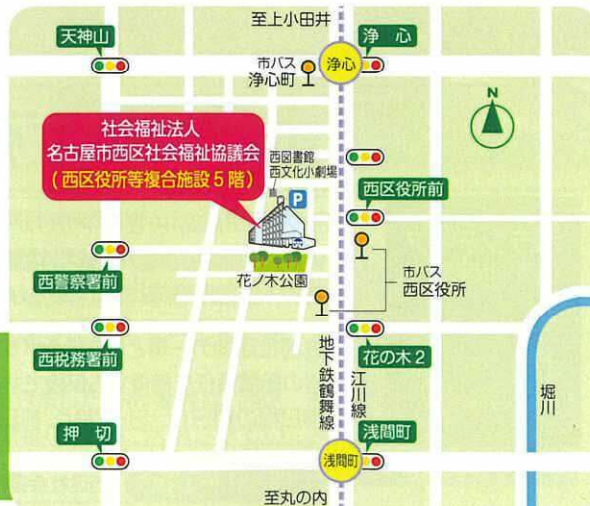 至上小田井
天神山
浄心
浄 心
市バス
浄心町
N
社会福祉法人
名古屋市西区社会福祉協議会
(西区役所等複合施設5階)
西図書館
西文化小劇場
P
西区役所前
花ノ木公園
市バス
西区役所
西警察署前
西税務署前
花の木2
地下鉄鶴舞線
江川線
堀川
押 切
浅間町
浅間町
至丸の内